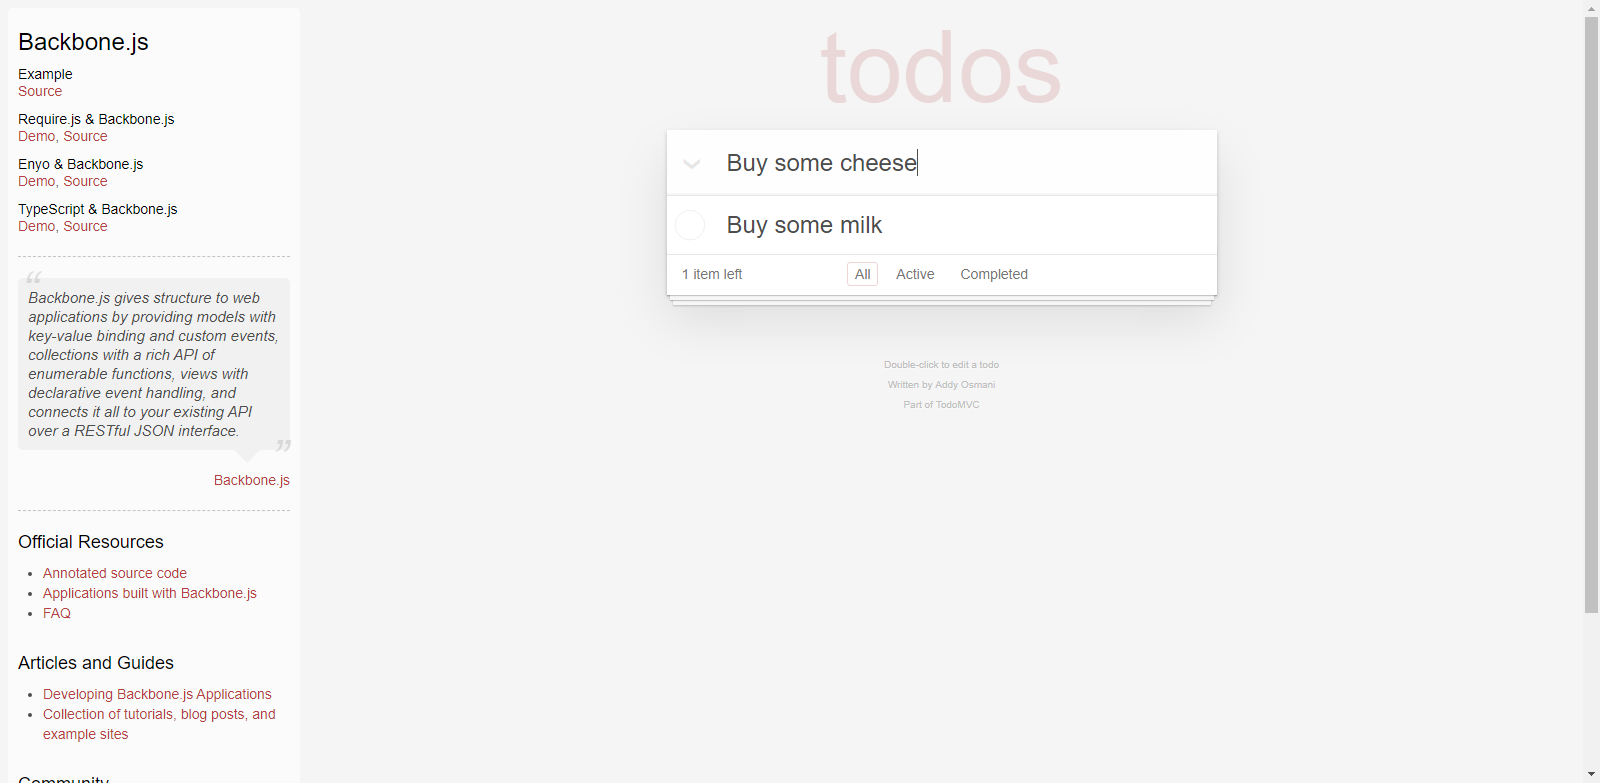 Backbone.js
Example
Source
Require.js & Backbone.js
Demo, Source
Enyo & Backbone.js
Demo, Source
TypeScript & Backbone.js
Demo, Source
“
Backbone.js gives structure to web
applications by providing models with
key-value binding and custom events,
collections with a rich API of
enumerable functions, views with
declarative event handling, and
connects it all to your existing API
over a RESTful JSON interface.
”
Backbone.js
Official Resources
• Annotated source code
• Applications built with Backbone.js
• FAQ
Articles and Guides
• Developing Backbone.js Applications
• Collection of tutorials, blog posts, and
example sites
Community
todos
Buy some cheese
Buy some milk
1 item left All Active Completed
Double-click to edit a todo
Written by Addy Osmani
Part of TodoMVC